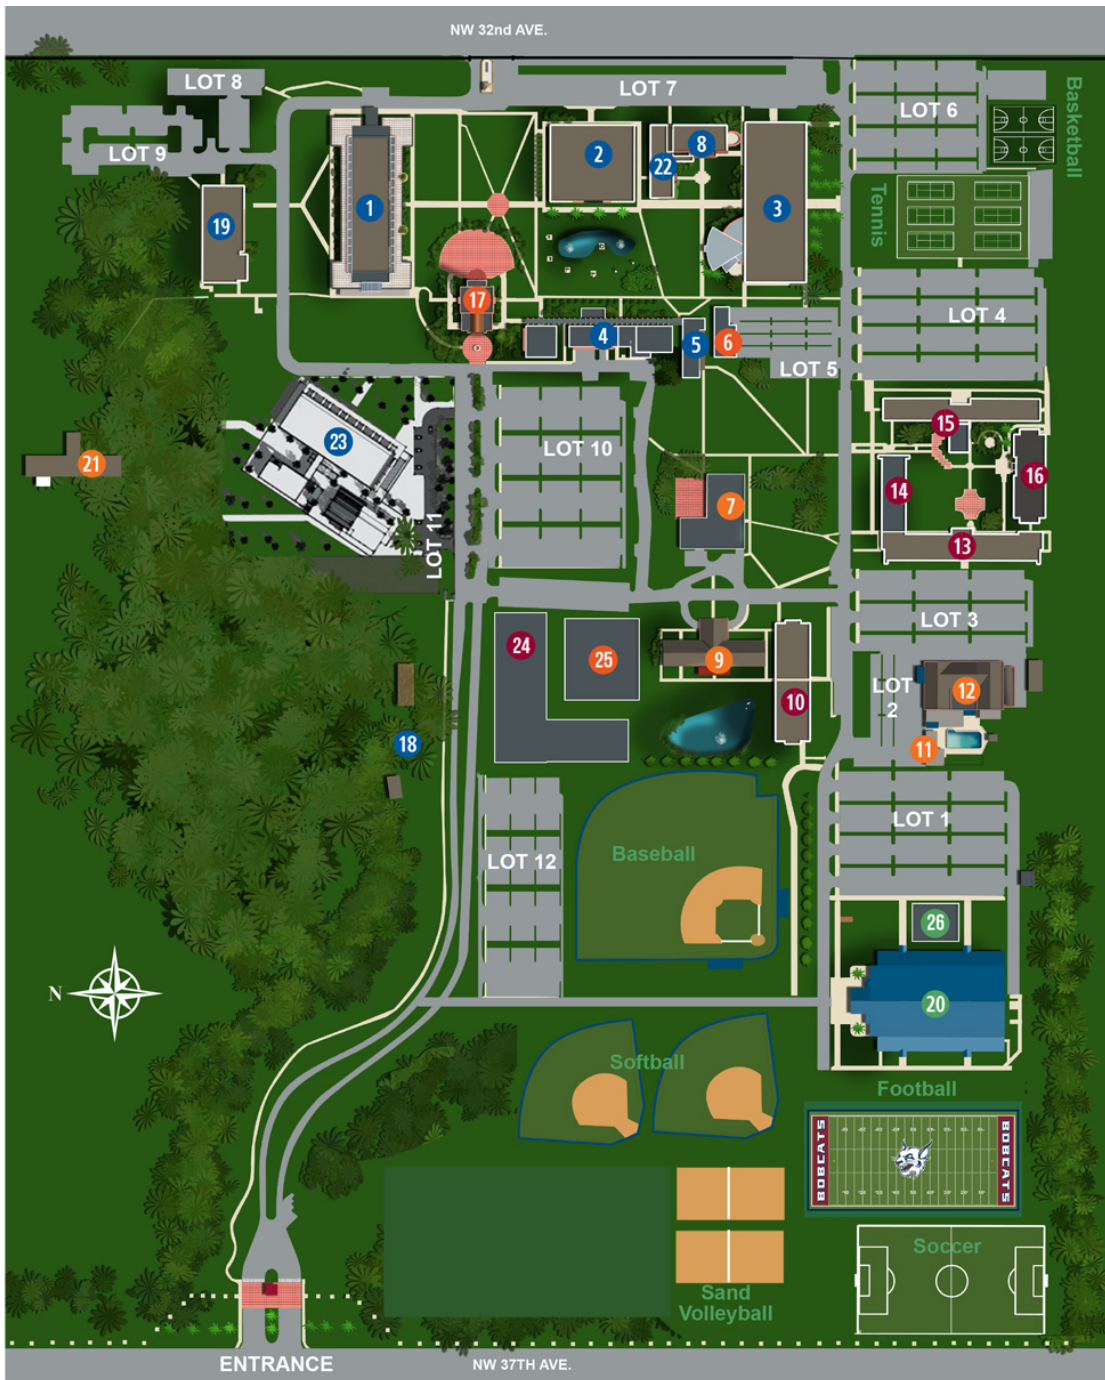 NW 32nd AVE.
LOT 8
LOT 7
LOT 6
Basketball
LOT 9
2
8
22
1
3
19
Tennis
17
4
5
6
LOT 4
LOT 5
15
23
LOT 10
21
14
16
7
LOT 11
13
24
25
9
LOT 3
LOT
2
12
10
18
11
LOT 1
Baseball
LOT 12
26
N
20
Softball
Football
BOBCATS
BOBCATS
Soccer
Sand
Volleyball
ENTRANCE
NW 37TH AVE.